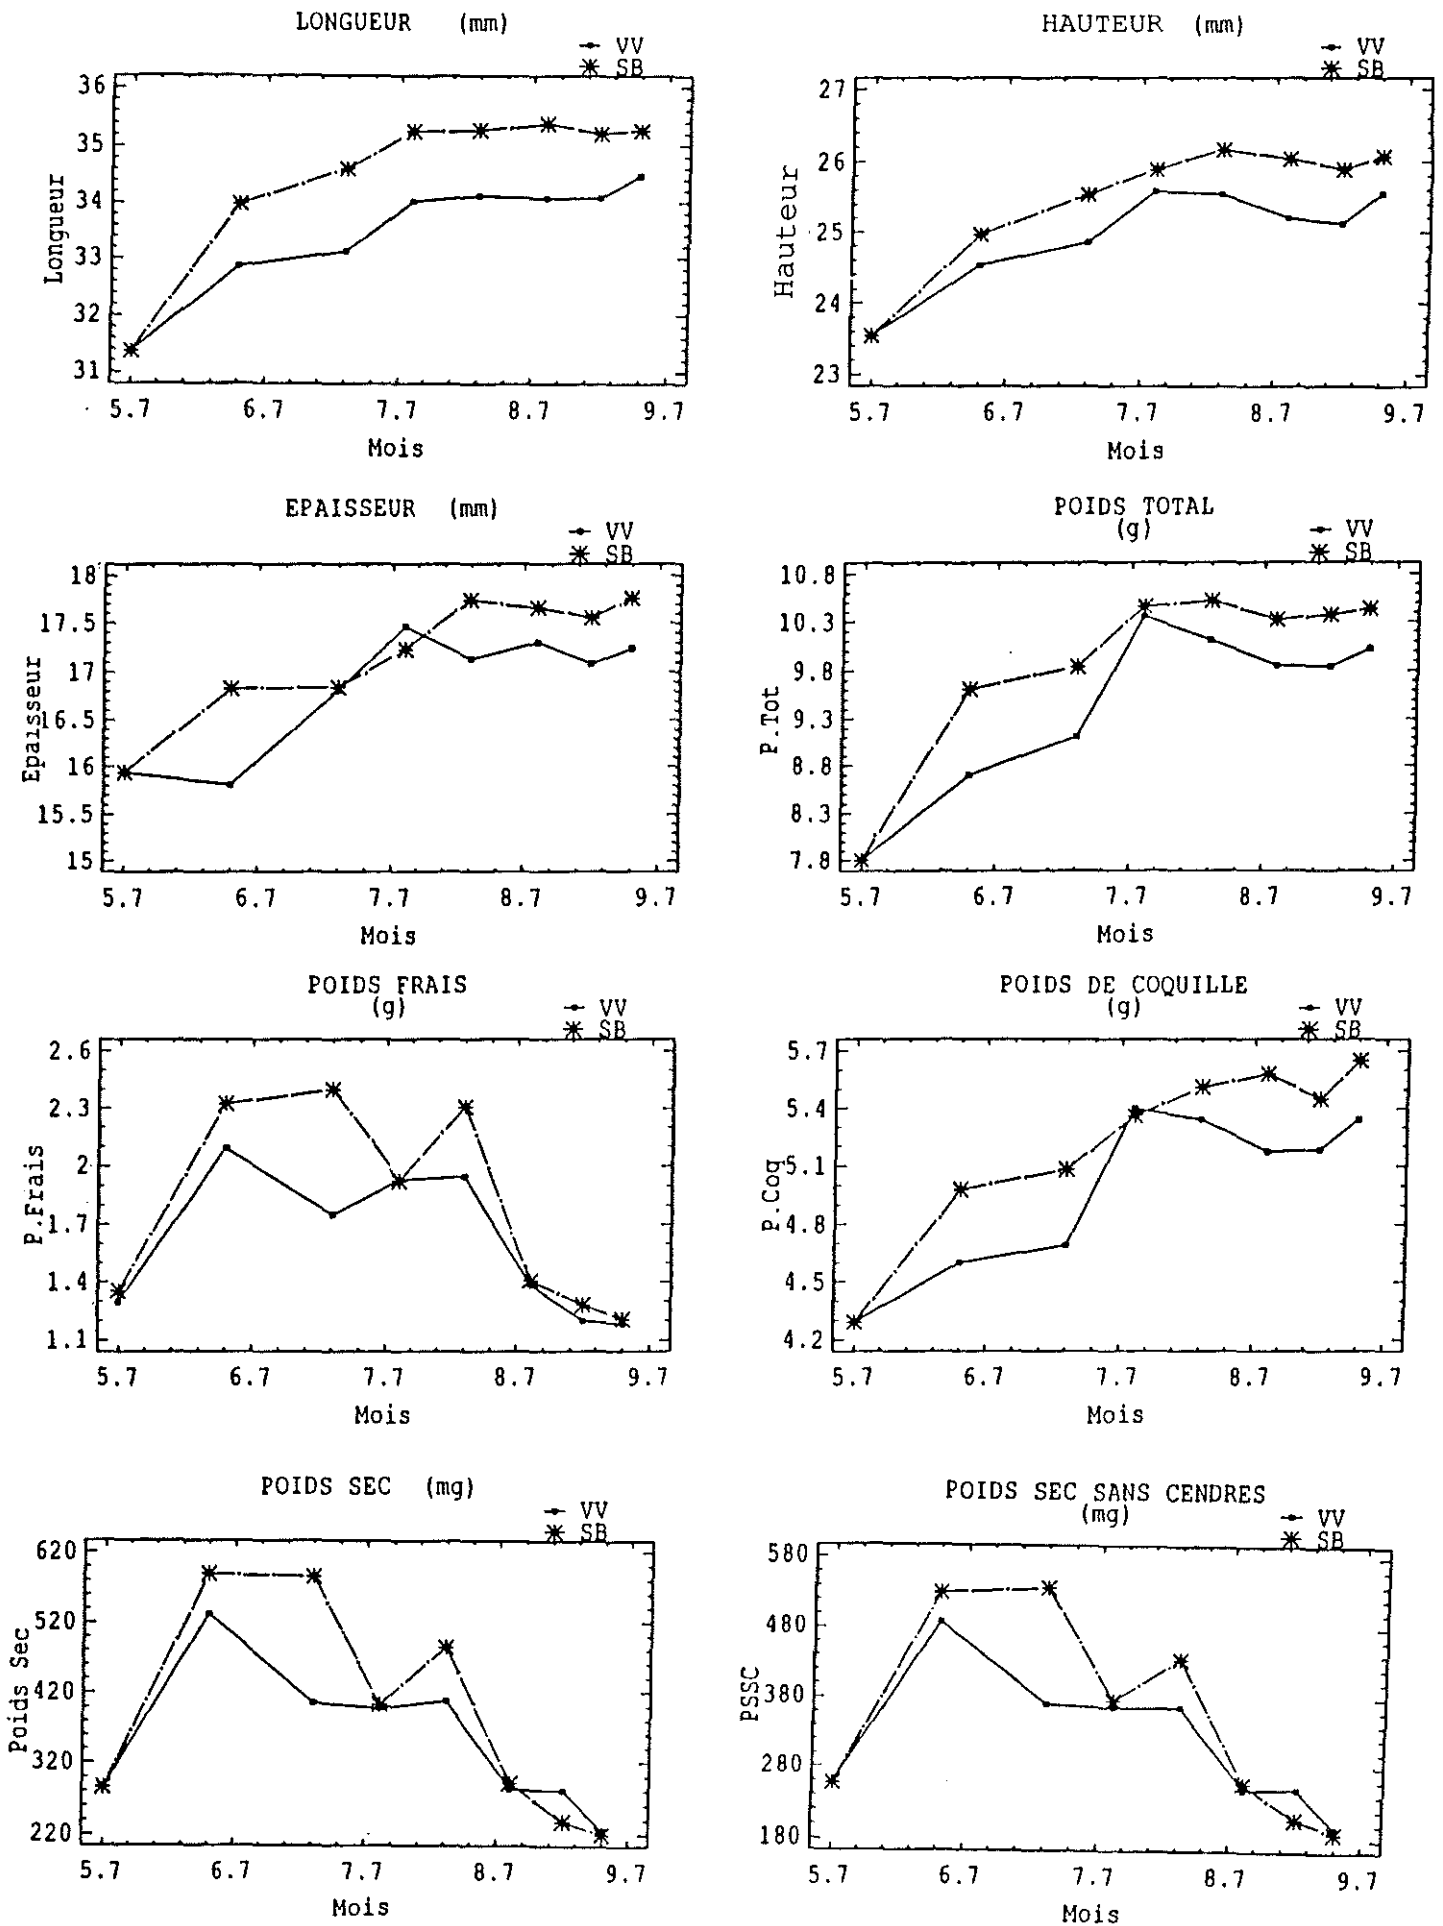 LONGUEUR (mm)
VV
SB
36
35
34
33
32
31
Longueur
5.7 6.7 7.7 8.7 9.7
Mois
HAUTEUR (mm)
VV
SB
27
26
25
24
23
Hauteur
5.7 6.7 7.7 8.7 9.7
Mois
EPAISSEUR (mm)
VV
SB
18
17.5
17
16.5
16
15.5
15
Epaisseur
5.7 6.7 7.7 8.7 9.7
Mois
POIDS TOTAL
(g)
VV
SB
10.8
10.3
9.8
9.3
8.8
8.3
7.8
P.Tot
5.7 6.7 7.7 8.7 9.7
Mois
POIDS FRAIS
(g)
VV
SB
2.6
2.3
2
1.7
1.4
1.1
P.Frais
5.7 6.7 7.7 8.7 9.7
Mois
POIDS DE COQUILLE
(g)
VV
SB
5.7
5.4
5.1
4.8
4.5
4.2
P.Coq
5.7 6.7 7.7 8.7 9.7
Mois
POIDS SEC (mg)
VV
SB
620
520
420
320
220
Poids Sec
5.7 6.7 7.7 8.7 9.7
Mois
POIDS SEC SANS CENDRES
(mg)
VV
SB
580
480
380
280
180
PSSC
5.7 6.7 7.7 8.7 9.7
Mois